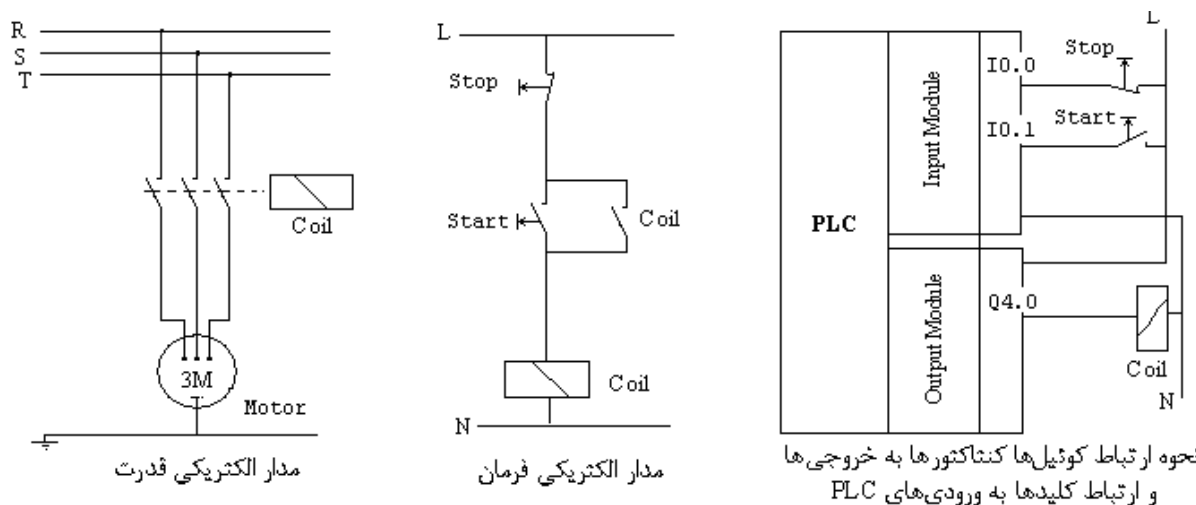 R
S
T
Coil
3M
Motor
مدار الکتریکی قدرت
L
Stop
Start
Coil
Coil
N
مدار الکتریکی فرمان
L
Stop
I0.0
Start
I0.1
Input Module
PLC
Output Module
Q4.0
Coil
N
نحوه ارتباط کوئیل‌ها کنتاکتورها به خروجی‌ها
و ارتباط کلیدها به ورودی‌های PLC